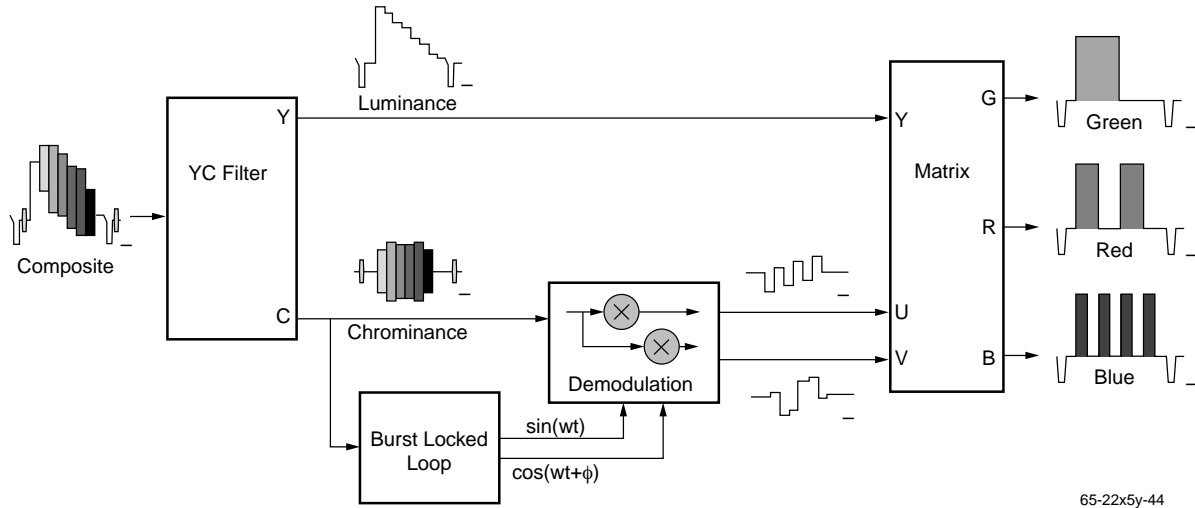 Luminance
Y
YC Filter
C
Composite
Chrominance
Demodulation
Burst Locked
Loop
sin(wt)
cos(wt+ϕ)
Y
U
V
Matrix
G
R
B
Green
Red
Blue
65-22x5y-44